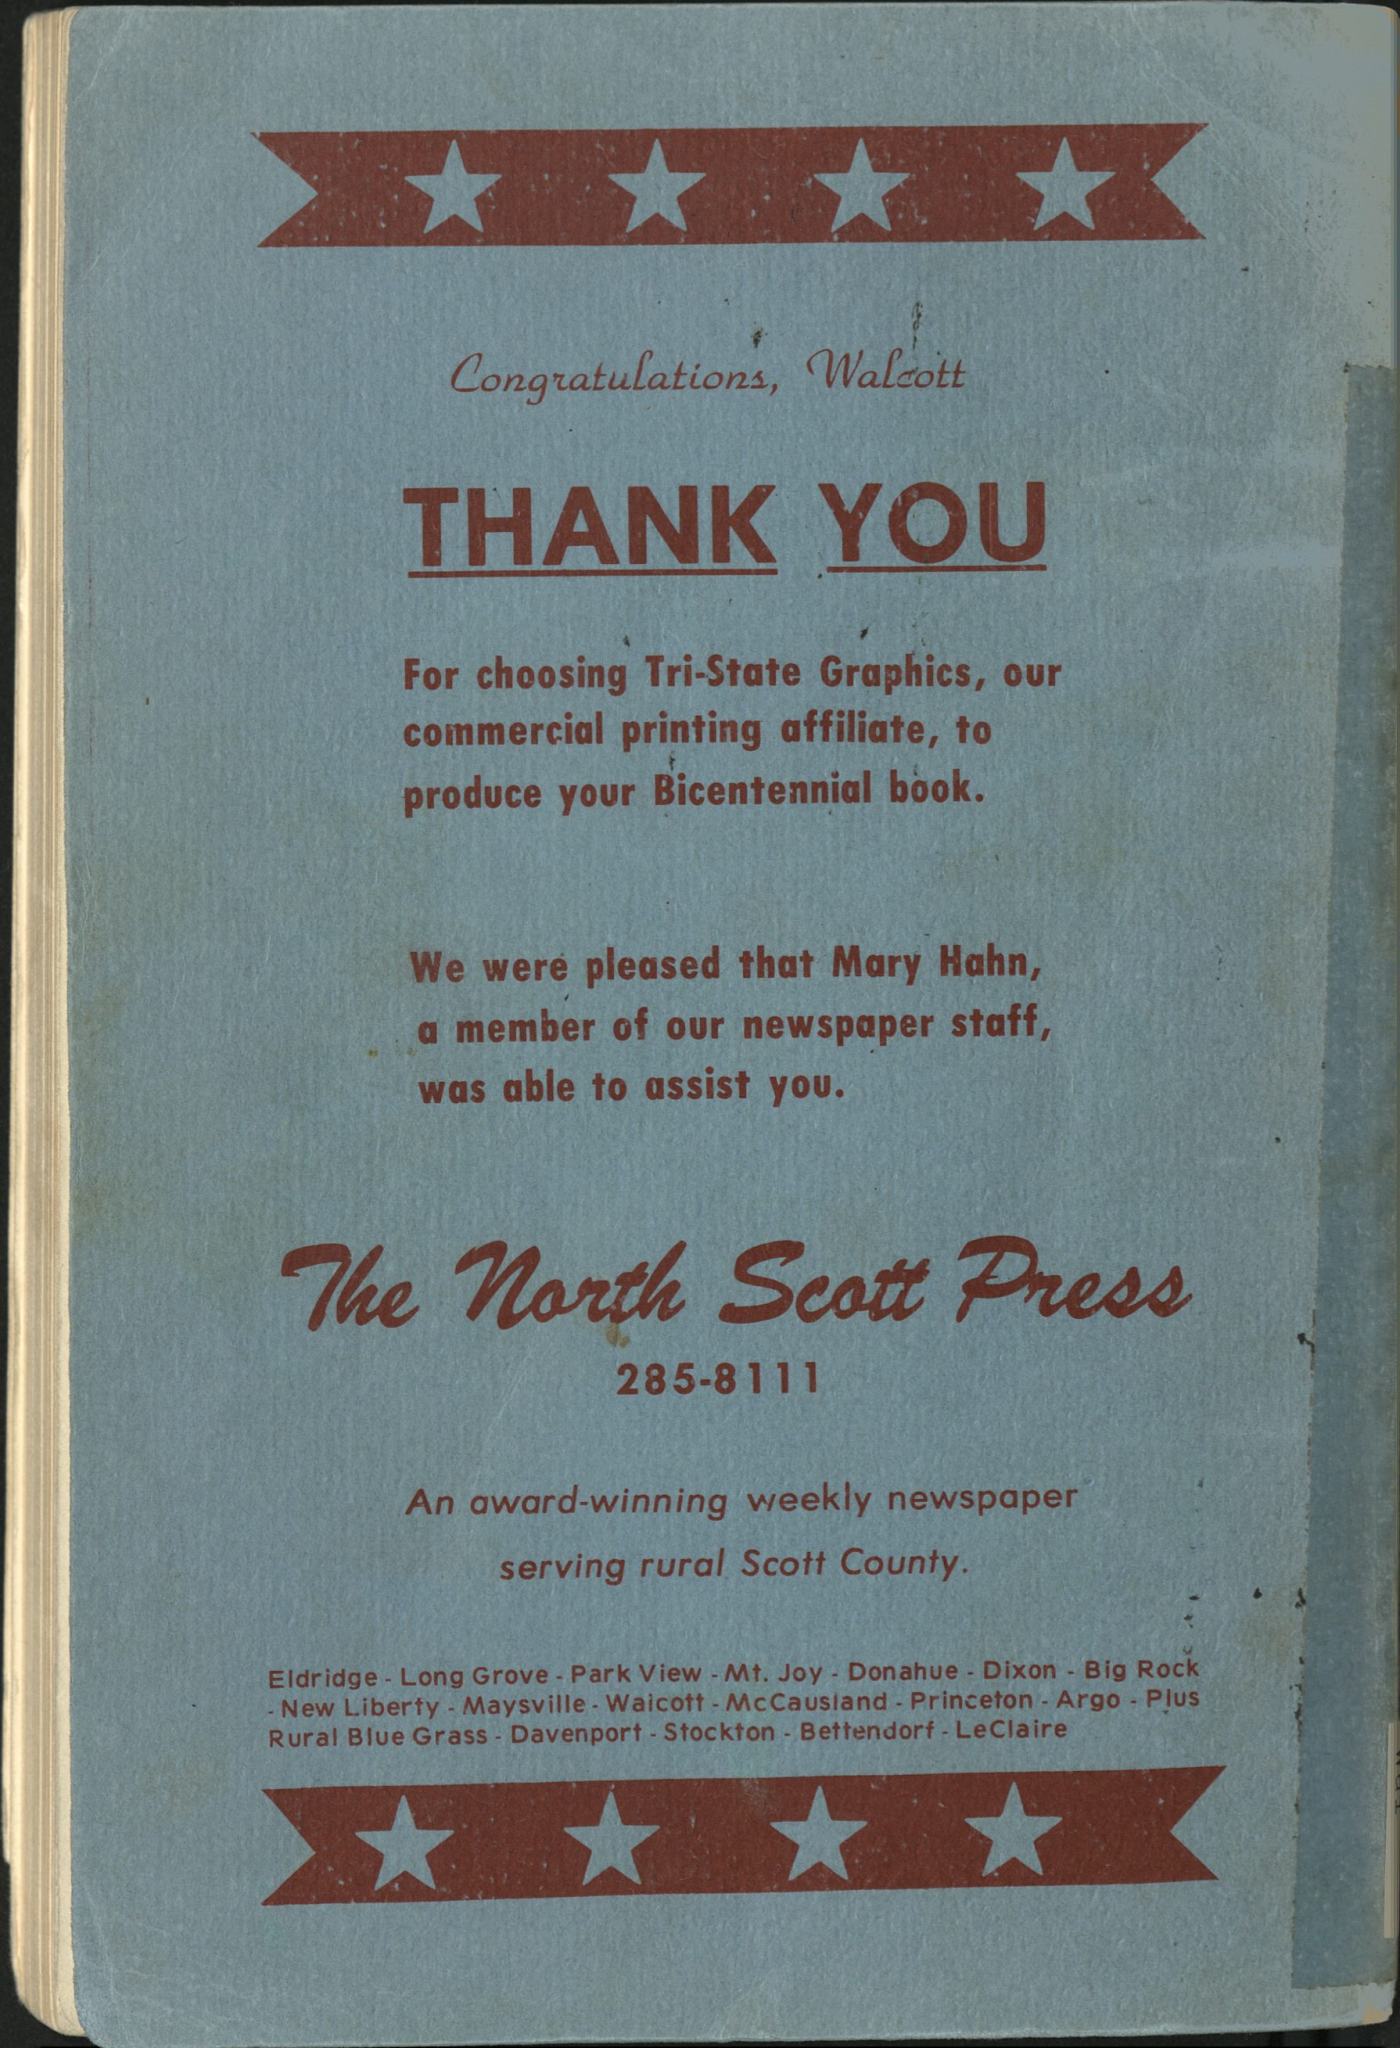 Congratulations, Walcott
THANK YOU
For choosing Tri-State Graphics, our
commercial printing affiliate, to
produce your Bicentennial book.
We were pleased that Mary Hahn,
a member of our newspaper staff,
was able to assist you.
The North Scott Press
285-8111
An award-winning weekly newspaper
serving rural Scott County.
Eldridge - Long Grove - Park View - Mt. Joy - Donahue - Dixon - Big Rock
- New Liberty - Maysville - Walcott - McCausland - Princeton - Argo - Plus
Rural Blue Grass - Davenport - Stockton - Bettendorf - LeClaire